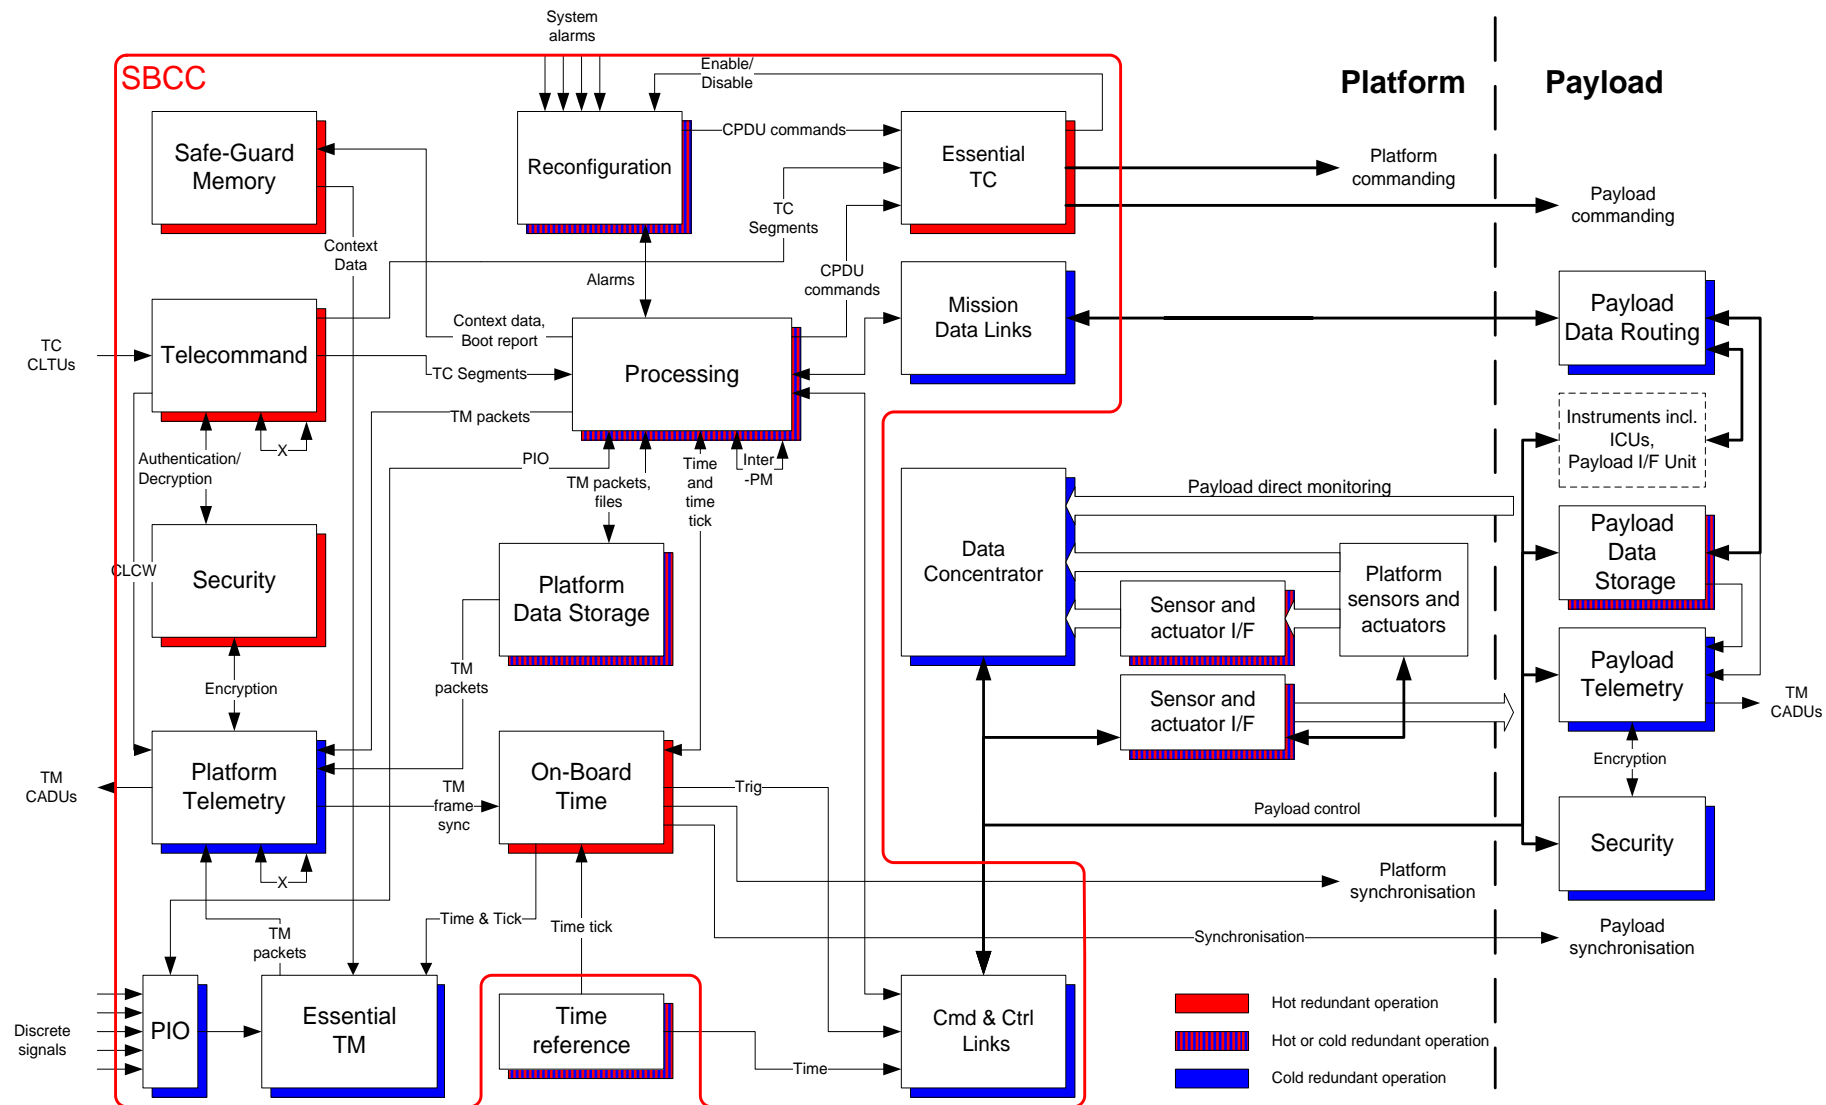 System
alarms
SBCC
Enable/
Disable
Platform
Payload
Safe-Guard
Memory
Reconfiguration
CPDU commands
Essential
TC
Platform
commanding
Payload
commanding
TC
Segments
Context
Data
Alarms
CPDU
commands
Mission
Data Links
Payload
Data Routing
TC
CLTUs
Telecommand
Context data,
Boot report
TC Segments
Processing
TM packets
X
Authentication/
Decryption
PIO
TM packets,
files
Time
and
time
tick
Inter
-PM
Instruments incl.
ICUs,
Payload I/F Unit
Payload direct monitoring
CLCW
Security
Platform
Data Storage
Data
Concentrator
Sensor and
actuator I/F
Platform
sensors and
actuators
Payload
Data
Storage
Encryption
TM
packets
Sensor and
actuator I/F
Payload
Telemetry
TM
CADUs
Encryption
TM
CADUs
Platform
Telemetry
TM
frame
sync
On-Board
Time
Trig
Payload control
Security
X
Platform
synchronisation
TM
packets
Time & Tick
Time tick
Synchronisation
Payload
synchronisation
Discrete
signals
PIO
Essential
TM
Time
reference
Time
Cmd & Ctrl
Links
Hot redundant operation
Hot or cold redundant operation
Cold redundant operation